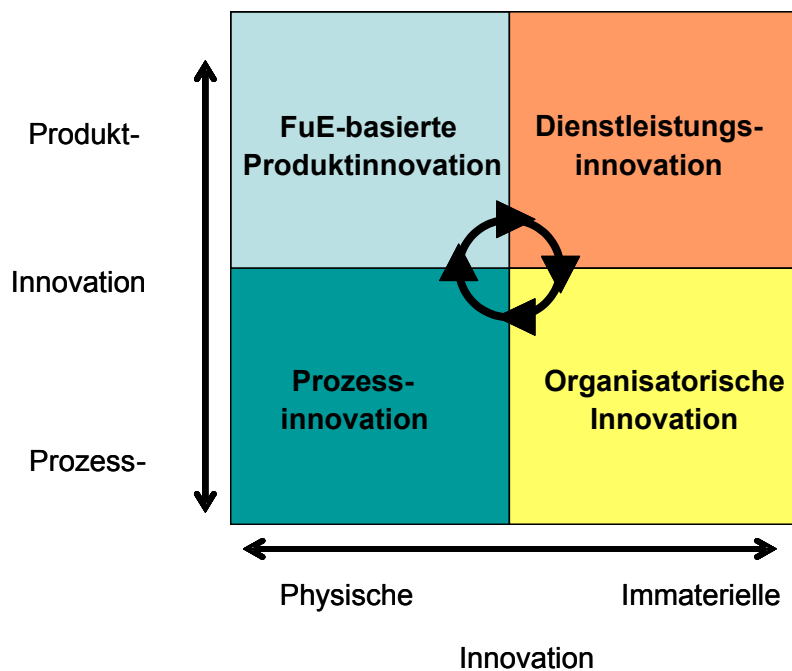 Produkt-
FuE-basierte
Produktinnovation
Dienstleistungs-
innovation
Innovation
Prozess-
innovation
Organisatorische
Innovation
Prozess-
Physische
Immaterielle
Innovation